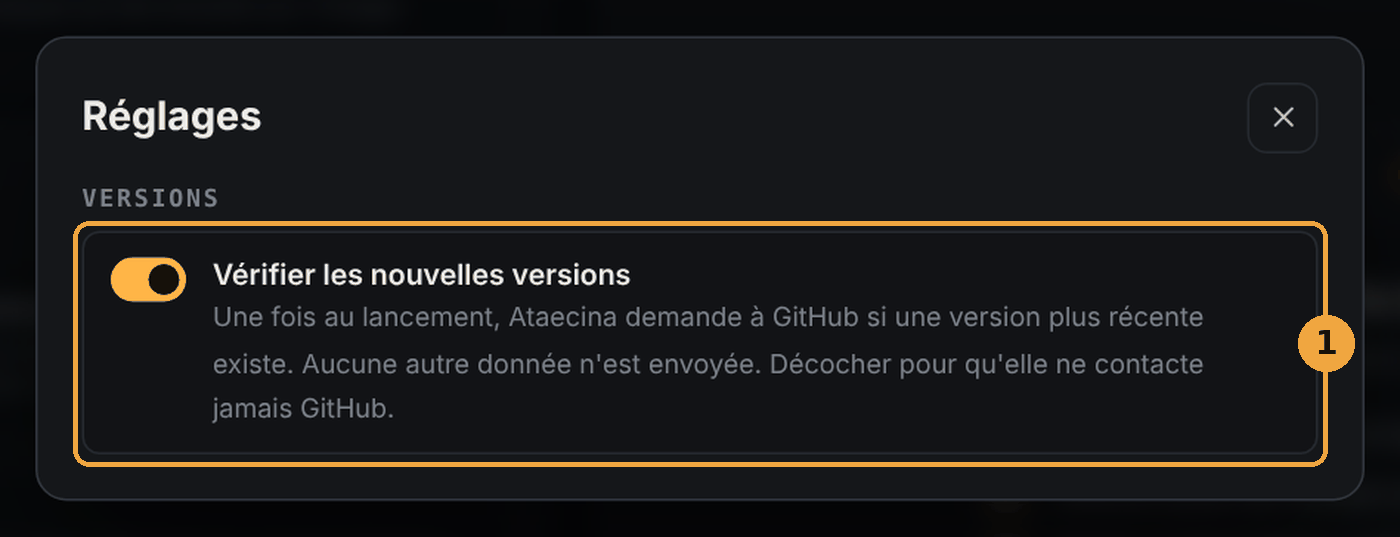 Réglages
VERSIONS
Vérifier les nouvelles versions
Une fois au lancement, Ataecina demande à GitHub si une version plus récente
existe. Aucune autre donnée n'est envoyée. Décocher pour qu'elle ne contacte
jamais GitHub.
1